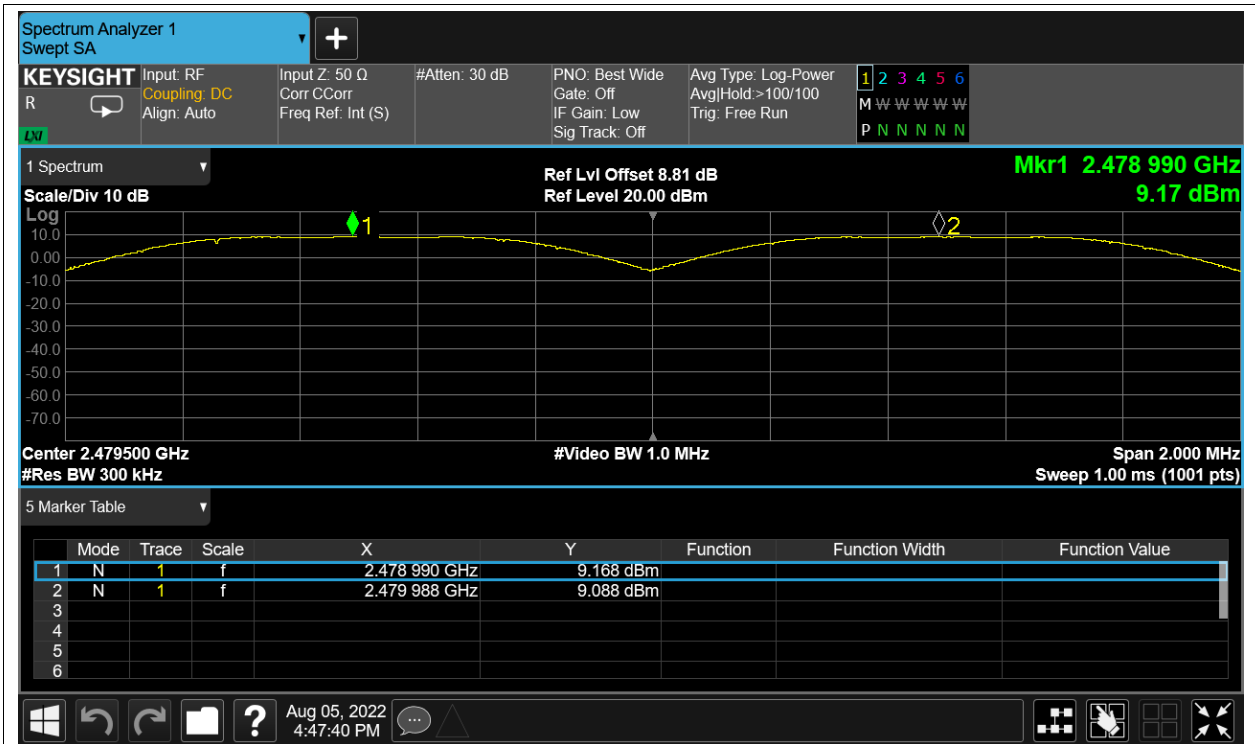 Spectrum Analyzer 1
Swept SA
KEYSIGHT
R
LXI
Input: RF
Coupling: DC
Align: Auto
Input Z: 50 Ω
Corr CCorr
Freq Ref: Int (S)
#Atten: 30 dB
PNO: Best Wide
Gate: Off
IF Gain: Low
Sig Track: Off
Avg Type: Log-Power
Avg|Hold:>100/100
Trig: Free Run
1 2 3 4 5 6
M W W W W W
P N N N N N
1 Spectrum
Scale/Div 10 dB
Ref Lvl Offset 8.81 dB
Ref Level 20.00 dBm
Mkr1 2.478 990 GHz
9.17 dBm
Log
10.0
0.00
-10.0
-20.0
-30.0
-40.0
-50.0
-60.0
-70.0
1
2
Center 2.479500 GHz
#Video BW 1.0 MHz
Span 2.000 MHz
#Res BW 300 kHz
Sweep 1.00 ms (1001 pts)
5 Marker Table
Mode Trace Scale X Y Function Function Width Function Value
1 N 1 f 2.478 990 GHz 9.168 dBm
2 N 1 f 2.479 988 GHz 9.088 dBm
3
4
5
6
?
Aug 05, 2022
4:47:40 PM